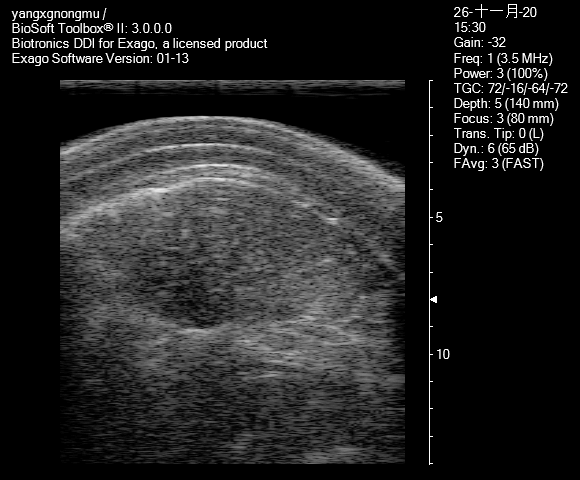 yangxgnongmu /
BioSoft Toolbox® II: 3.0.0.0
Biotronics DDI for Exago, a licensed product
Exago Software Version: 01-13
26-十一月-20
15:30
Gain: -32
Freq: 1 (3.5 MHz)
Power: 3 (100%)
TGC: 72/-16/-64/-72
Depth: 5 (140 mm)
Focus: 3 (80 mm)
Trans. Tip: 0 (L)
Dyn.: 6 (65 dB)
FAvg: 3 (FAST)
5
10